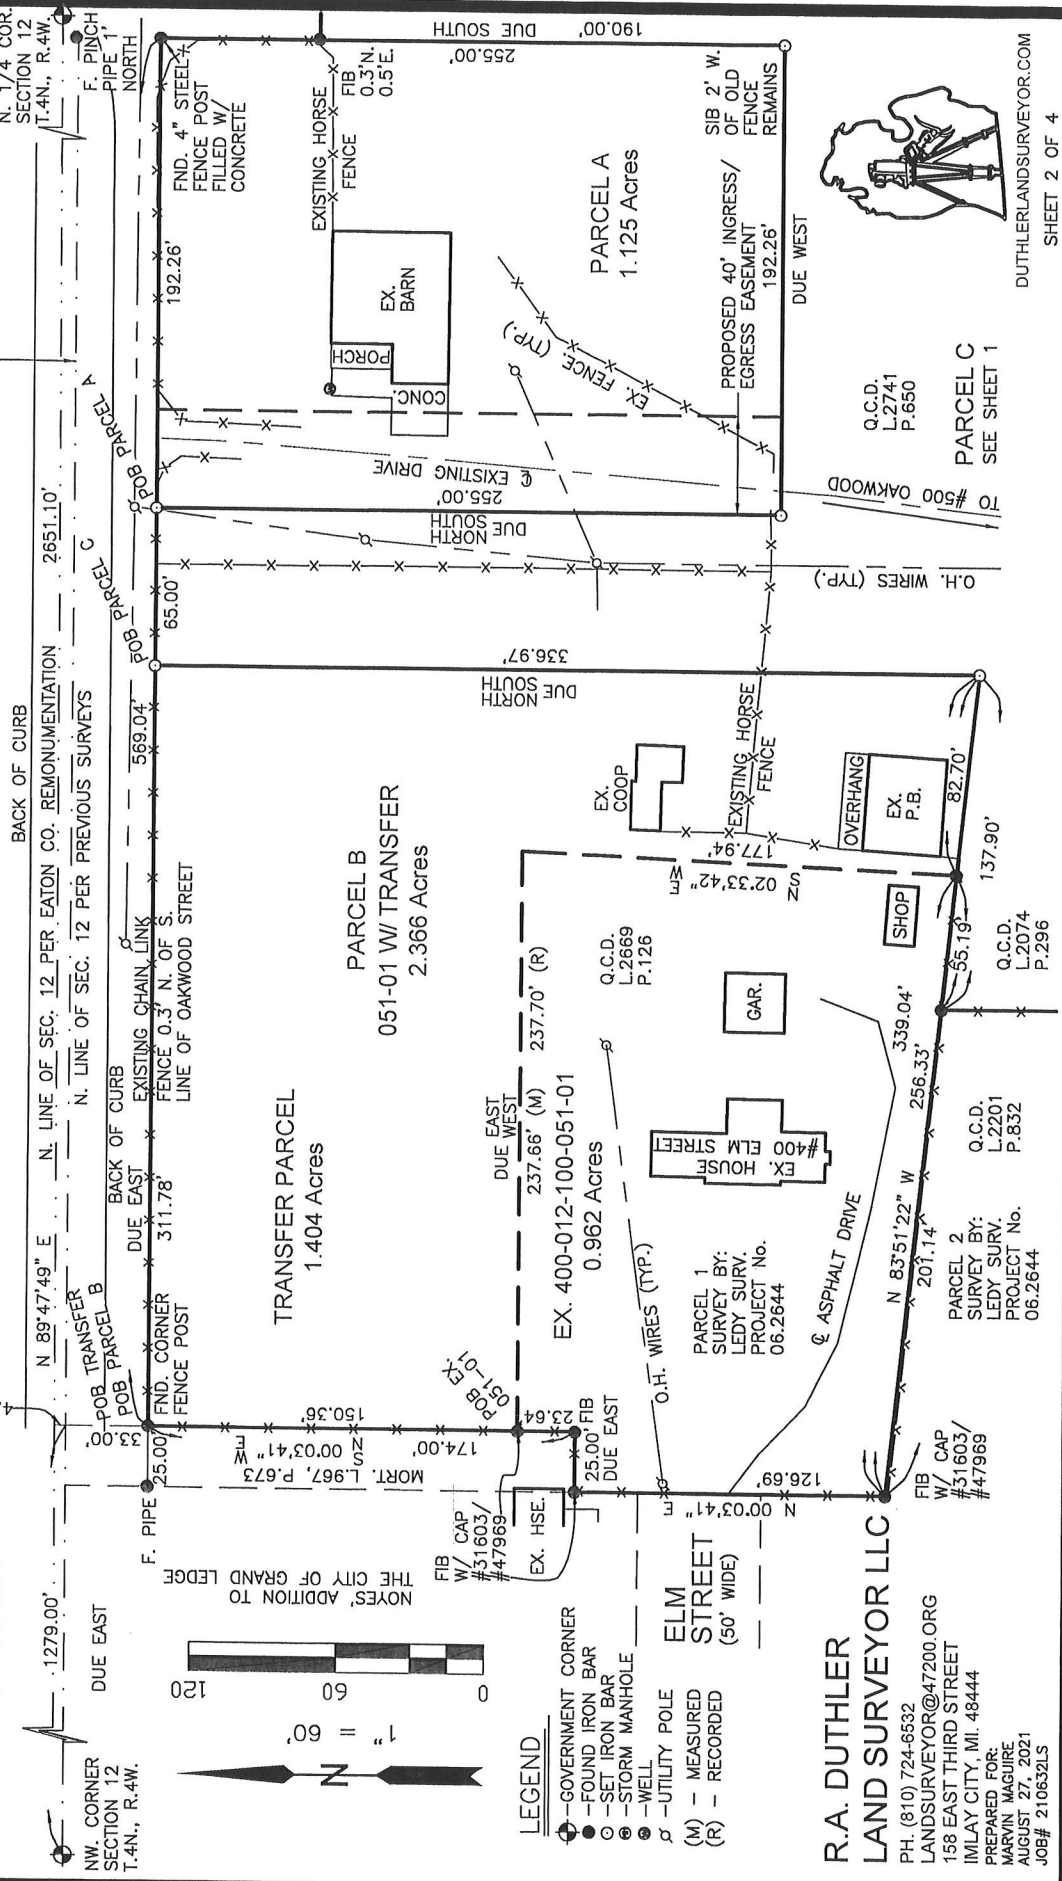 N. 1/4 COR.
SECTION 12
T.4N., R.4W.
F. PINCH
PIPE 1'
NORTH
BACK OF CURB
2651.10'
N 89°47'49" E
N. LINE OF SEC. 12 PER EATON CO. REMONUMENTATION
N. LINE OF SEC. 12 PER PREVIOUS SURVEYS
BACK OF CURB
1279.00'
DUE EAST
NW. CORNER
SECTION 12
T.4N., R.4W.
POB TRANSFER
POB PARCEL B
POB PARCEL C
POB PARCEL A
33.00'
25.00'
F. PIPE
FND. CORNER
FENCE POST
DUE EAST
311.78'
EXISTING CHAIN LINK
FENCE 0.3' N. OF S.
LINE OF OAKWOOD STREET
569.04'
65.00'
192.26'
FND. 4" STEEL
FENCE POST
FILLED W/
CONCRETE
EXISTING HORSE
FENCE
FIB
0.3'N.
0.5'E.
190.00'
DUE SOUTH
255.00'
EX.
BARN
PORCH
CONC.
PARCEL A
1.125 Acres
EX. FENCE. (TYP.)
SIB 2' W.
OF OLD
FENCE
REMAINS
PROPOSED 40' INGRESS/
EGRESS EASEMENT
192.26'
DUE WEST
℄ EXISTING DRIVE
255.00'
NORTH
DUE SOUTH
TO #500 OAKWOOD
O.H. WIRES (TYP.)
Q.C.D.
L.2741
P.650
PARCEL C
SEE SHEET 1
336.97'
NORTH
DUE SOUTH
PARCEL B
051-01 W/ TRANSFER
2.366 Acres
TRANSFER PARCEL
1.404 Acres
S
N 00°03'41" W
E
150.36'
174.00'
MORT. L.967, P.673
POB EX.
051-01
DUE EAST
DUE WEST
237.66' (M) 237.70' (R)
EX. 400-012-100-051-01
0.962 Acres
Q.C.D.
L.2669
P.126
EX.
COOP
EXISTING HORSE
FENCE
177.94'
S
N 02°33'42" W
E
OVERHANG
EX.
P.B.
SHOP
GAR.
EX. HOUSE
#400 ELM STREET
O.H. WIRES (TYP.)
PARCEL 1
SURVEY BY:
LEDY SURV.
PROJECT No.
06.2644
℄ ASPHALT DRIVE
82.70'
137.90'
55.19'
339.04'
256.33'
N 83°51'22" W
201.14'
Q.C.D.
L.2074
P.296
Q.C.D.
L.2201
P.832
PARCEL 2
SURVEY BY:
LEDY SURV.
PROJECT No.
06.2644
23.64'
FIB
25.00'
DUE EAST
126.69'
N 00°03'41" E
FIB
W/ CAP
#31603/
#47969
FIB
W/ CAP
#31603/
#47969
EX. HSE.
NOYES' ADDITION TO
THE CITY OF GRAND LEDGE
ELM
STREET
(50' WIDE)
120
60
0
1" = 60'
N
LEGEND
-GOVERNMENT CORNER
-FOUND IRON BAR
-SET IRON BAR
-STORM MANHOLE
-WELL
-UTILITY POLE
(M) - MEASURED
(R) - RECORDED
R.A. DUTHLER
LAND SURVEYOR LLC
PH. (810) 724-6532
LANDSURVEYOR@47200.ORG
158 EAST THIRD STREET
IMLAY CITY, MI. 48444
PREPARED FOR:
MARVIN MAGUIRE
AUGUST 27, 2021
JOB# 210632LS
DUTHLERLANDSURVEYOR.COM
SHEET 2 OF 4